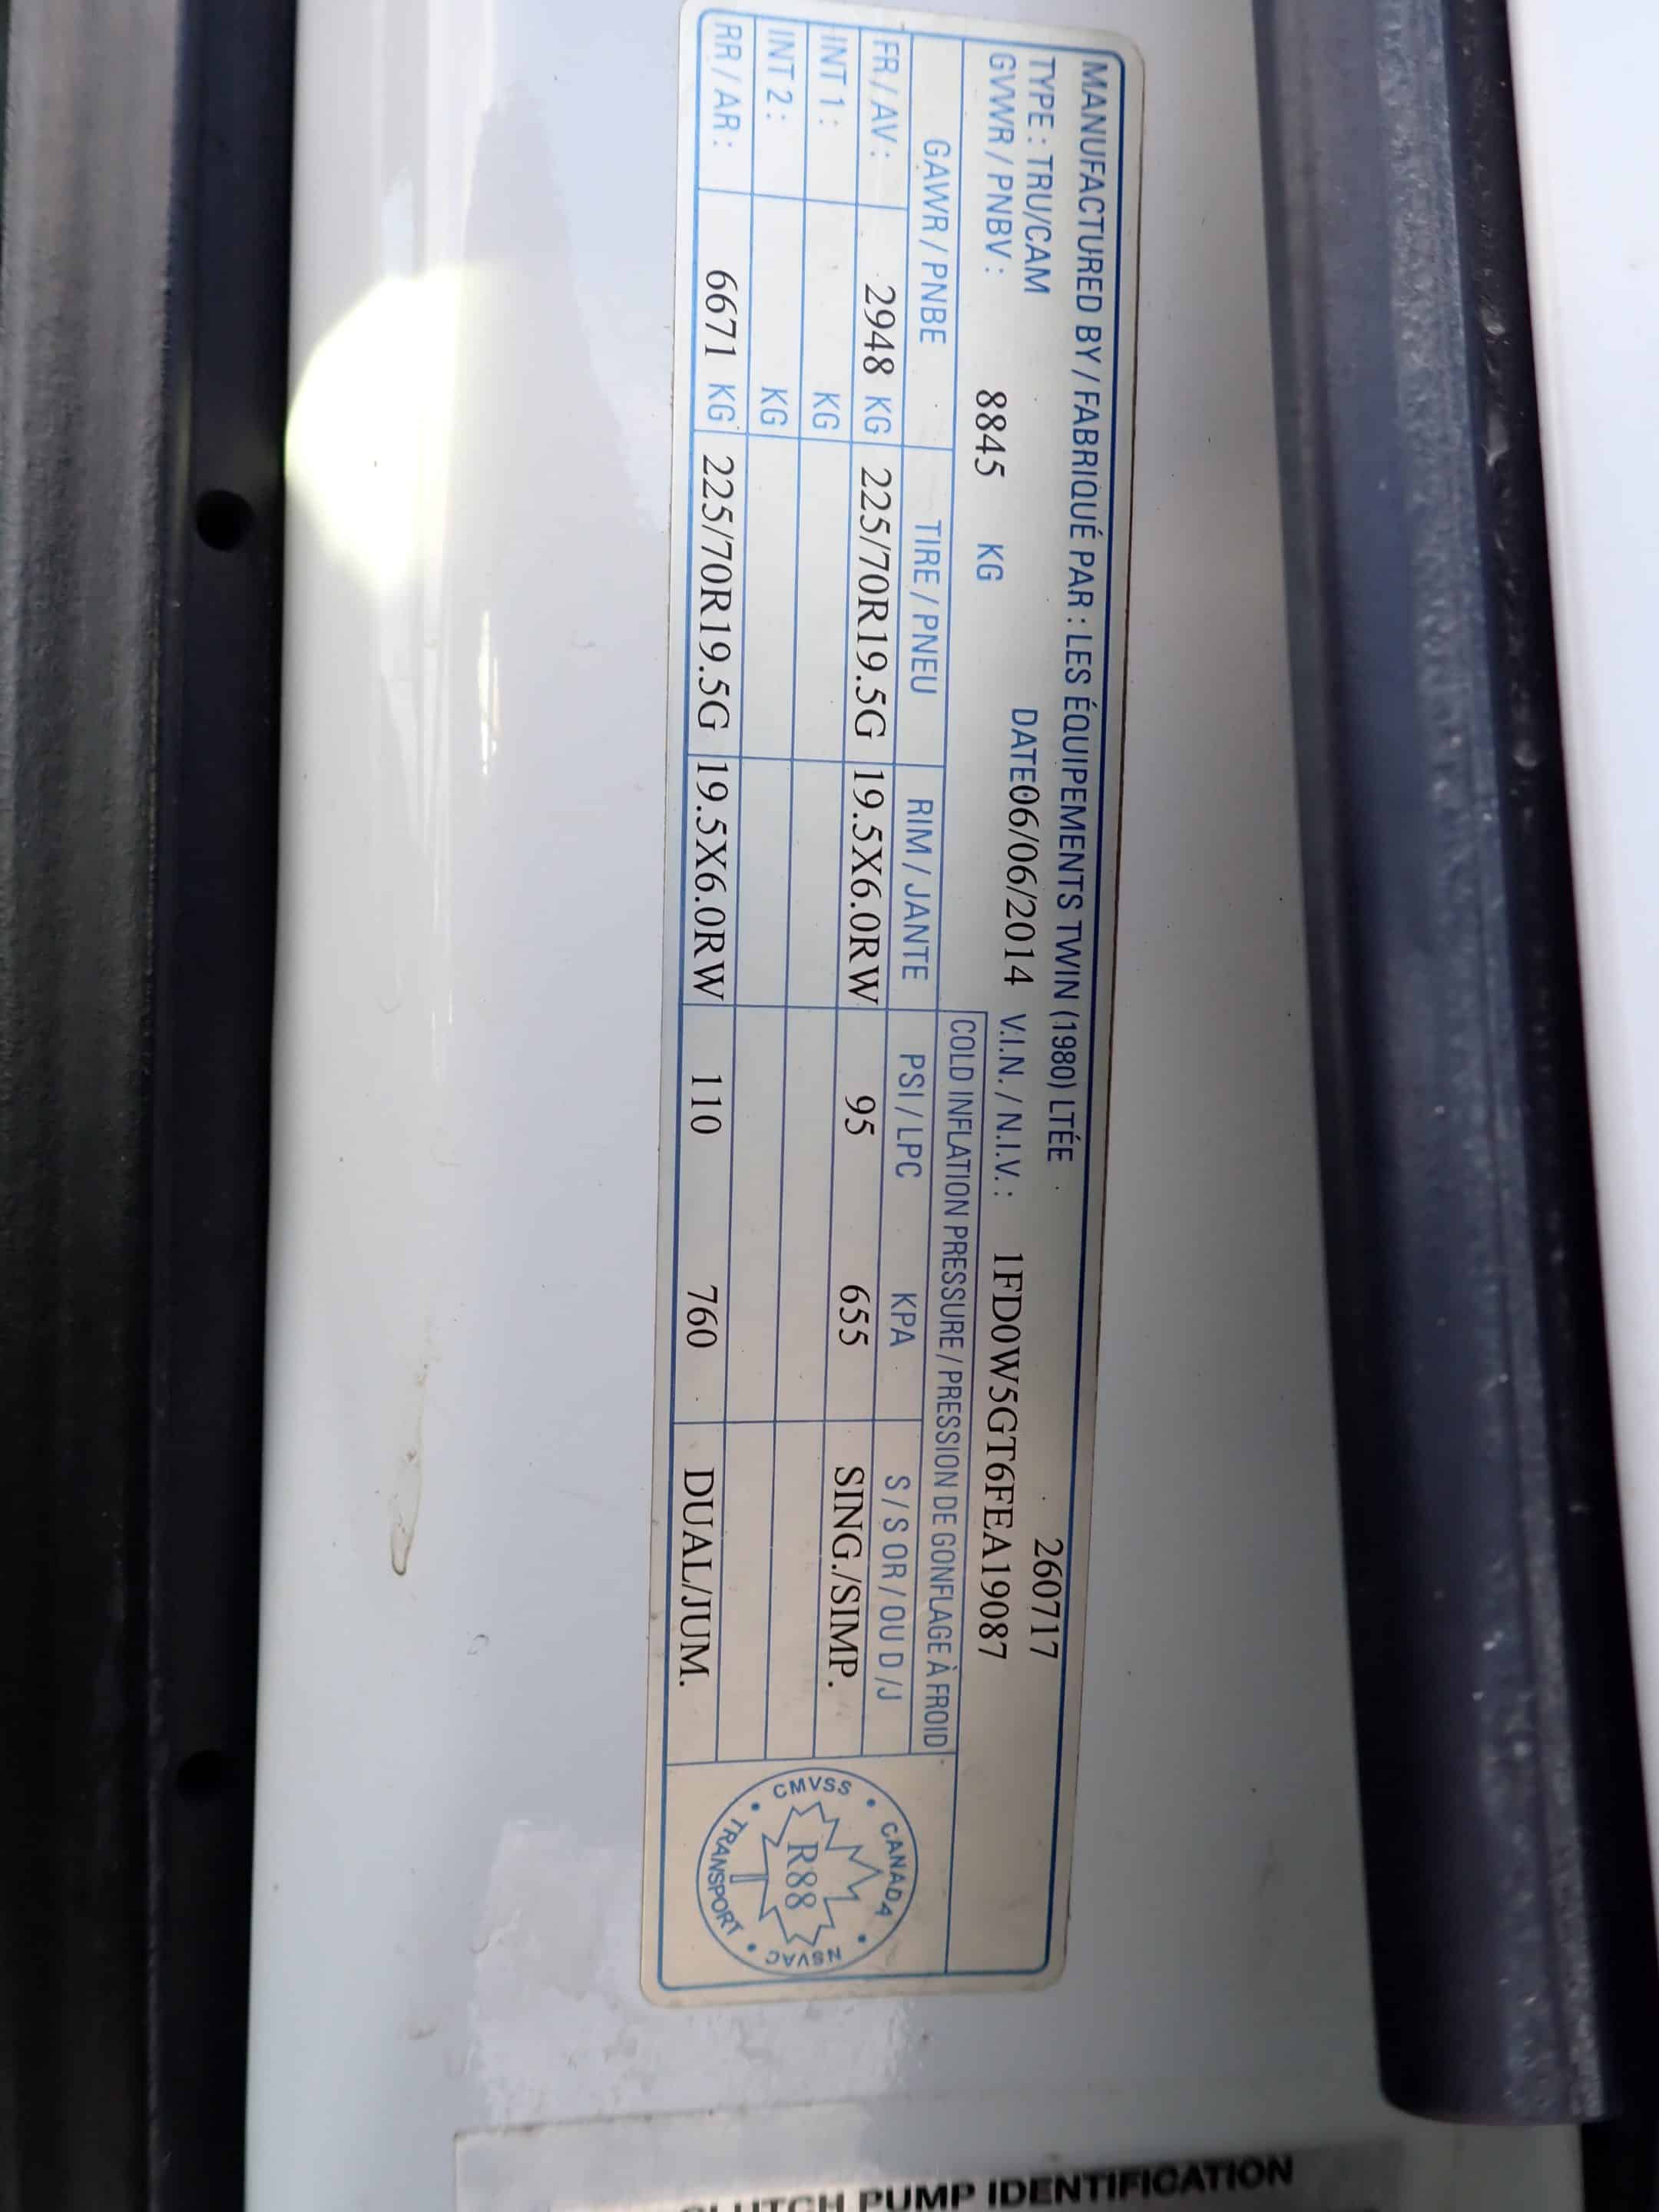 MANUFACTURED BY / FABRIQUÉ PAR : LES ÉQUIPEMENTS TWIN (1980) LTÉE
260717
TYPE : TRU/CAM DATE06/06/2014 V.I.N. / N.I.V. : 1FD0W5GT6FEA19087
GVWR / PNBV : 8845 KG
COLD INFLATION PRESSURE / PRESSION DE GONFLAGE À FROID
GAWR / PNBE TIRE / PNEU RIM / JANTE PSI / LPC KPA S / S OR / OU D /J
FR / AV : 2948 KG 225/70R19.5G 19.5X6.0RW 95 655 SING./SIMP.
INT 1 : KG
INT 2 : KG
RR / AR : 6671 KG 225/70R19.5G 19.5X6.0RW 110 760 DUAL/JUM.
CMVSS • CANADA • NSVAC • TRANSPORT •
R88
CLUTCH PUMP IDENTIFICATION